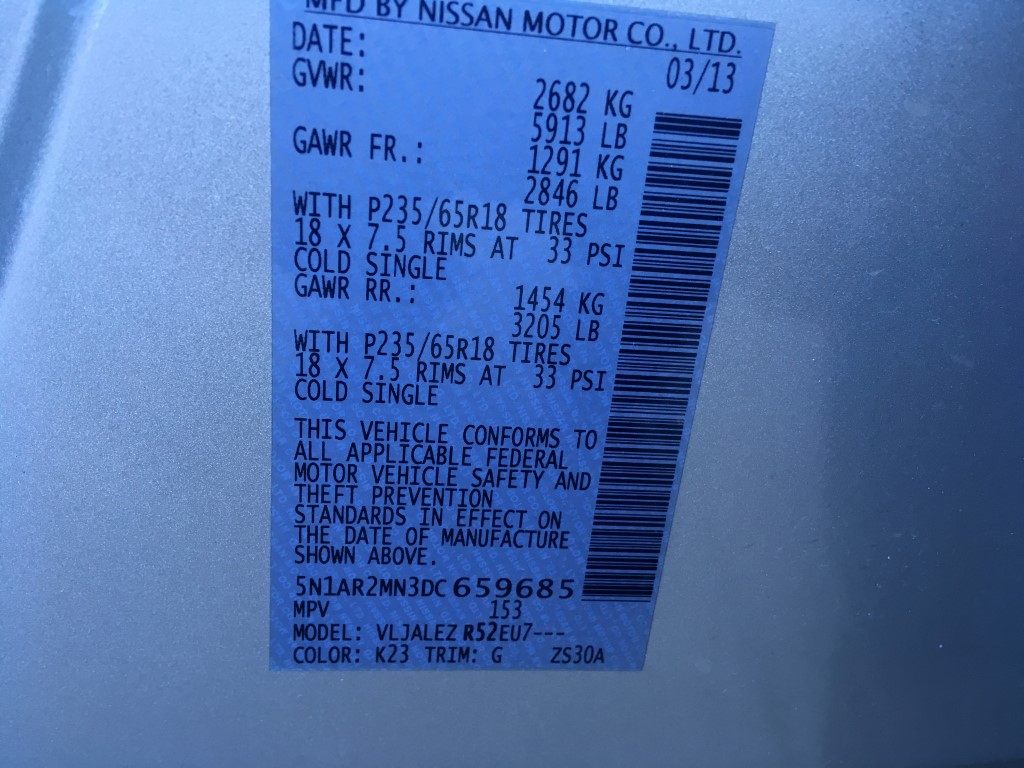 MFD BY NISSAN MOTOR CO., LTD.
DATE: 03/13
GVWR: 2682 KG
5913 LB
GAWR FR.: 1291 KG
2846 LB
WITH P235/65R18 TIRES
18 X 7.5 RIMS AT 33 PSI
COLD SINGLE
GAWR RR.: 1454 KG
3205 LB
WITH P235/65R18 TIRES
18 X 7.5 RIMS AT 33 PSI
COLD SINGLE
THIS VEHICLE CONFORMS TO
ALL APPLICABLE FEDERAL
MOTOR VEHICLE SAFETY AND
THEFT PREVENTION
STANDARDS IN EFFECT ON
THE DATE OF MANUFACTURE
SHOWN ABOVE.
5N1AR2MN3DC659685
MPV 153
MODEL: VLJALEZ R52EU7---
COLOR: K23 TRIM: G ZS30A